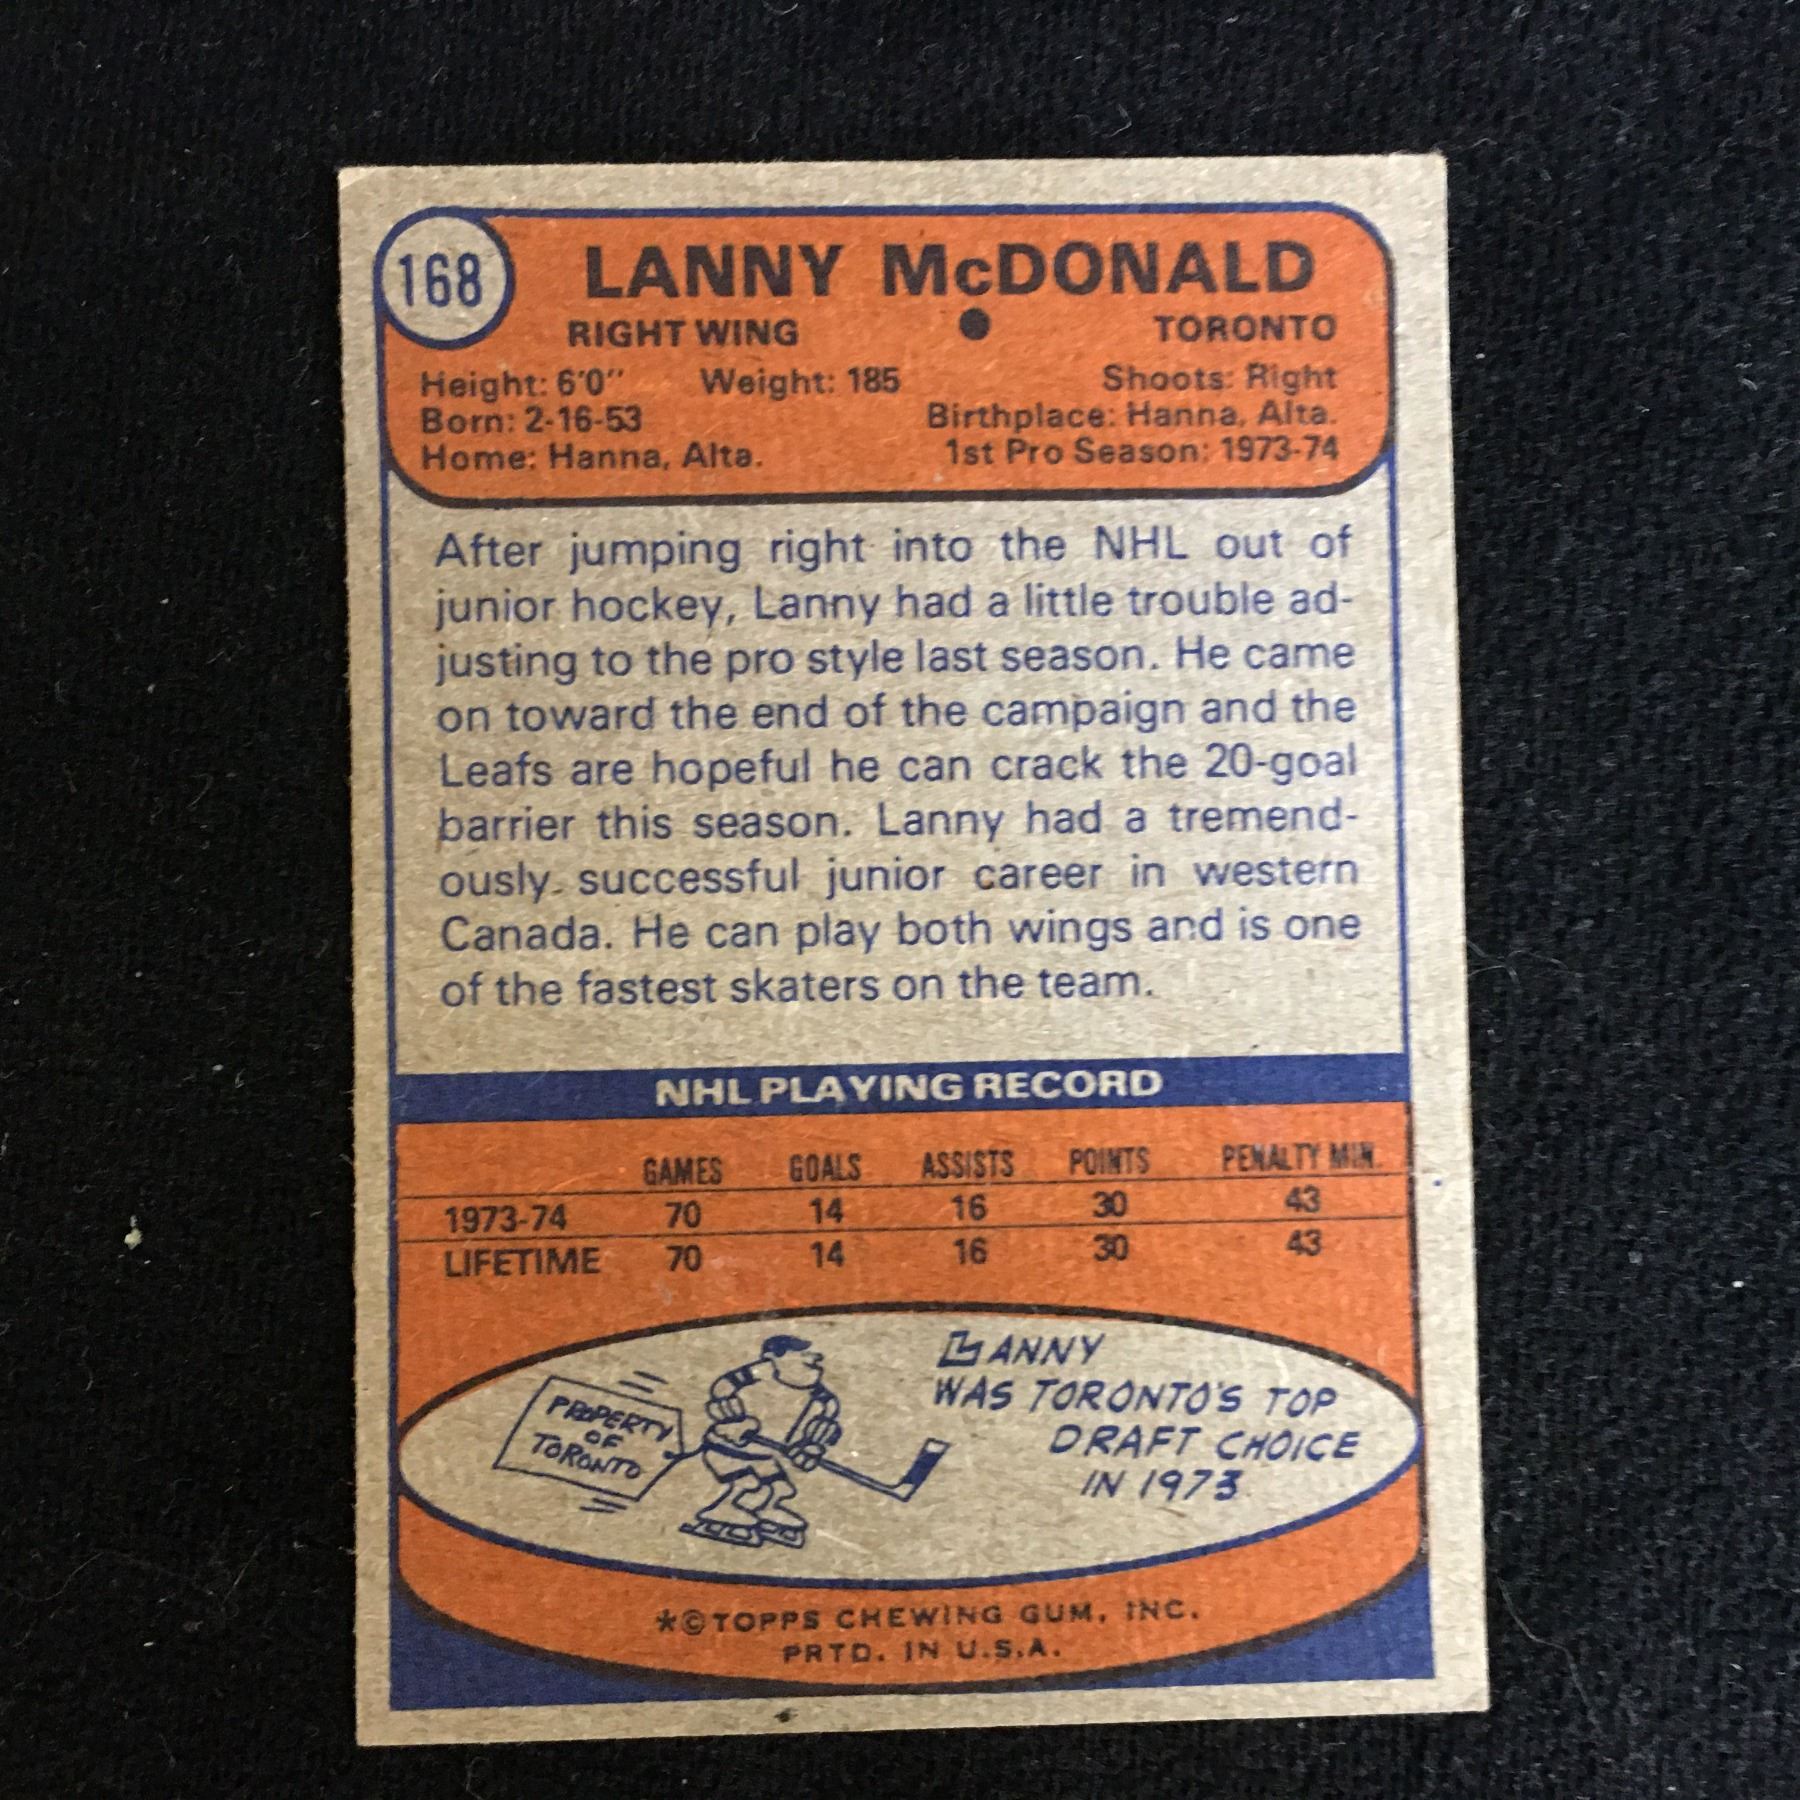 168
LANNY McDONALD
RIGHT WING ● TORONTO
Height: 6'0" Weight: 185 Shoots: Right
Born: 2-16-53 Birthplace: Hanna, Alta.
Home: Hanna, Alta. 1st Pro Season: 1973-74
After jumping right into the NHL out of
junior hockey, Lanny had a little trouble ad-
justing to the pro style last season. He came
on toward the end of the campaign and the
Leafs are hopeful he can crack the 20-goal
barrier this season. Lanny had a tremend-
ously successful junior career in western
Canada. He can play both wings and is one
of the fastest skaters on the team.
NHL PLAYING RECORD
GAMES GOALS ASSISTS POINTS PENALTY MIN.
1973-74 70 14 16 30 43
LIFETIME 70 14 16 30 43
PROPERTY
OF
TORONTO
LANNY
WAS TORONTO'S TOP
DRAFT CHOICE
IN 1973.
*©TOPPS CHEWING GUM, INC.
PRTD. IN U.S.A.